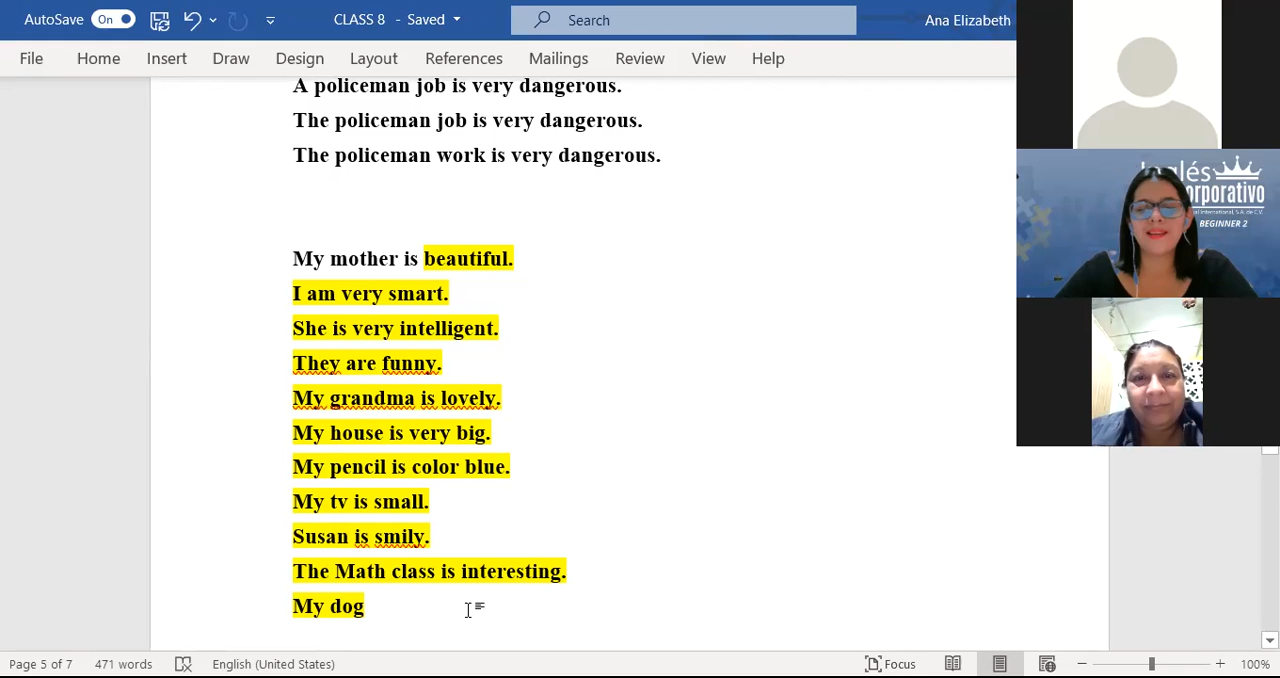 AutoSave On CLASS 8 - Saved Search Ana Elizabeth
File Home Insert Draw Design Layout References Mailings Review View Help
A policeman job is very dangerous.
The policeman job is very dangerous.
The policeman work is very dangerous.
My mother is beautiful.
I am very smart.
She is very intelligent.
They are funny.
My grandma is lovely.
My house is very big.
My pencil is color blue.
My tv is small.
Susan is smily.
The Math class is interesting.
My dog
Inglés
orporativo
BEGINNER 2
Page 5 of 7 471 words English (United States) Focus 100%